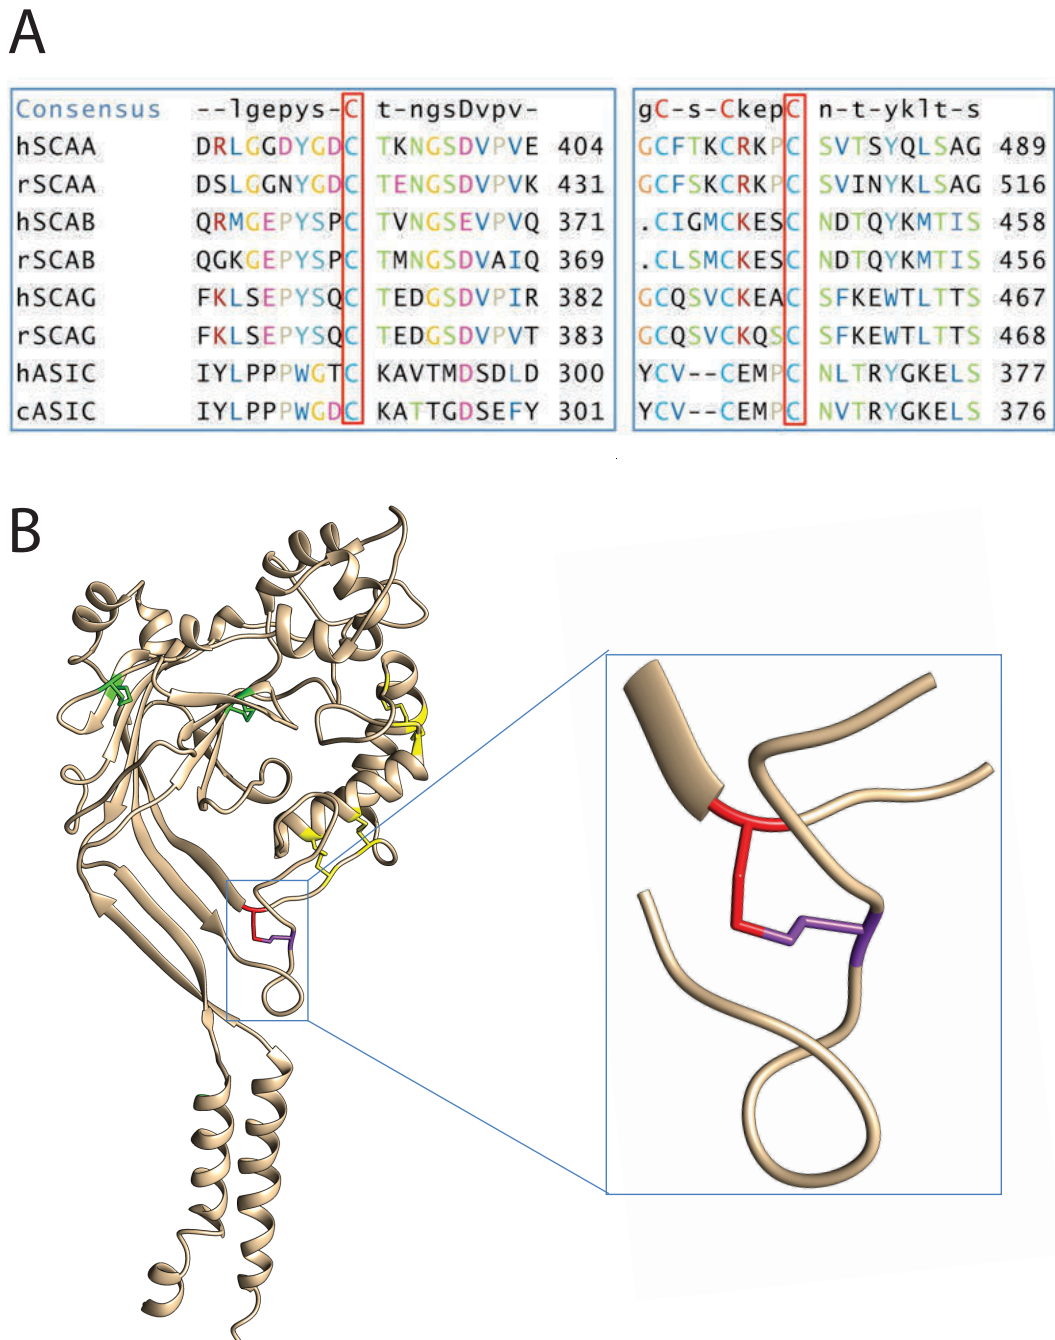 A
Consensus --lgepys-C t-ngsDvpv- gC-s-CkepC n-t-yklt-s
hSCAA DRLGGDYGDC TKNGSDVPVE 404 GCFTKCRKPC SVTSYQLSAG 489
rSCAA DSLGGNYGDC TENGSDVPVK 431 GCFSKCRKPC SVINYKLSAG 516
hSCAB QRMGEPYSPC TVNGSEVPVQ 371 .CIGMCKESC NDTQYKMTIS 458
rSCAB QGKGEPYSPC TMNGSDVAIQ 369 .CLSMCKESC NDTQYKMTIS 456
hSCAG FKLSEPYSQC TEDGSDVPIR 382 GCQSVCKEAC SFKEWTLTTS 467
rSCAG FKLSEPYSQC TEDGSDVPVT 383 GCQSVCKQSC SFKEWTLTTS 468
hASIC IYLPPPWGTC KAVTMDSDLD 300 YCV--CEMPC NLTRYGKELS 377
cASIC IYLPPPWGDC KATTGDSEFY 301 YCV--CEMPC NVTRYGKELS 376
B